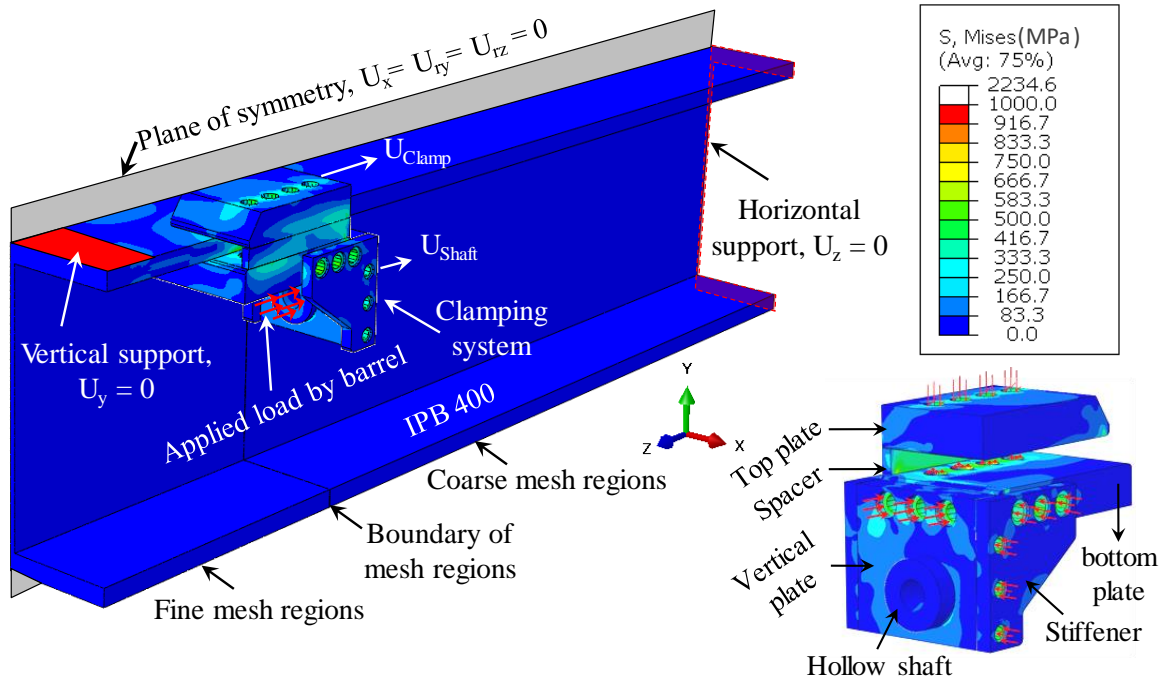 Plane of symmetry, Ux= Ury= Urz = 0
UClamp
UShaft
Horizontal
support, Uz = 0
Vertical support,
Uy = 0
Clamping
system
Applied load by barrel
IPB 400
Coarse mesh regions
Boundary of
mesh regions
Fine mesh regions
Y
Z
X
S, Mises(MPa)
(Avg: 75%)
2234.6
1000.0
916.7
833.3
750.0
666.7
583.3
500.0
416.7
333.3
250.0
166.7
83.3
0.0
Top plate
Spacer
Vertical
plate
bottom
plate
Stiffener
Hollow shaft